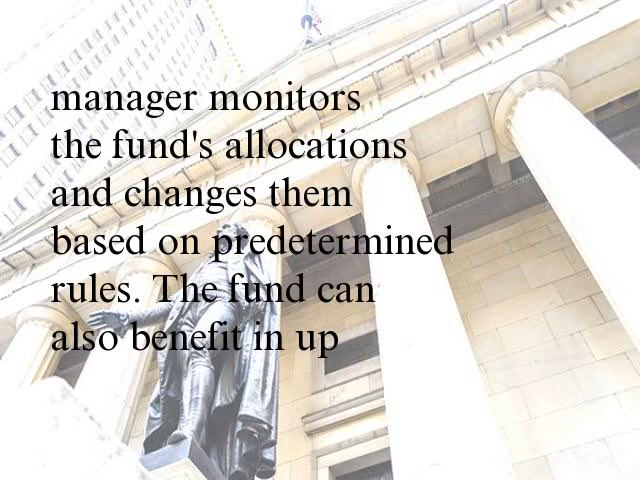 manager monitors
the fund's allocations
and changes them
based on predetermined
rules. The fund can
also benefit in up